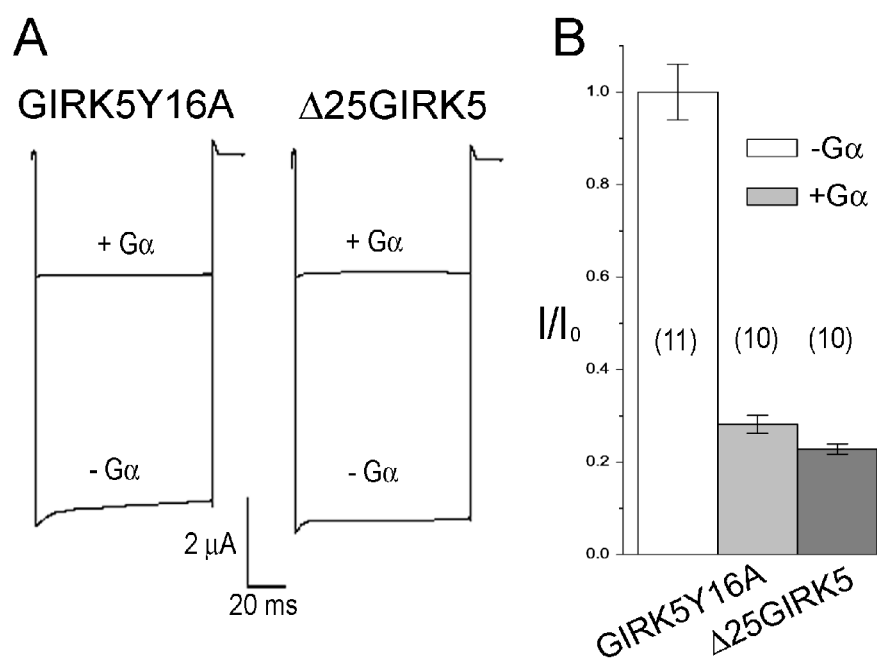 A
GIRK5Y16A
Δ25GIRK5
+ Gα
+ Gα
- Gα
- Gα
2 μA
20 ms
B
1.0
0.8
0.6
0.4
0.2
0.0
I/I₀
-Gα
+Gα
(11)
(10)
(10)
GIRK5Y16A
Δ25GIRK5